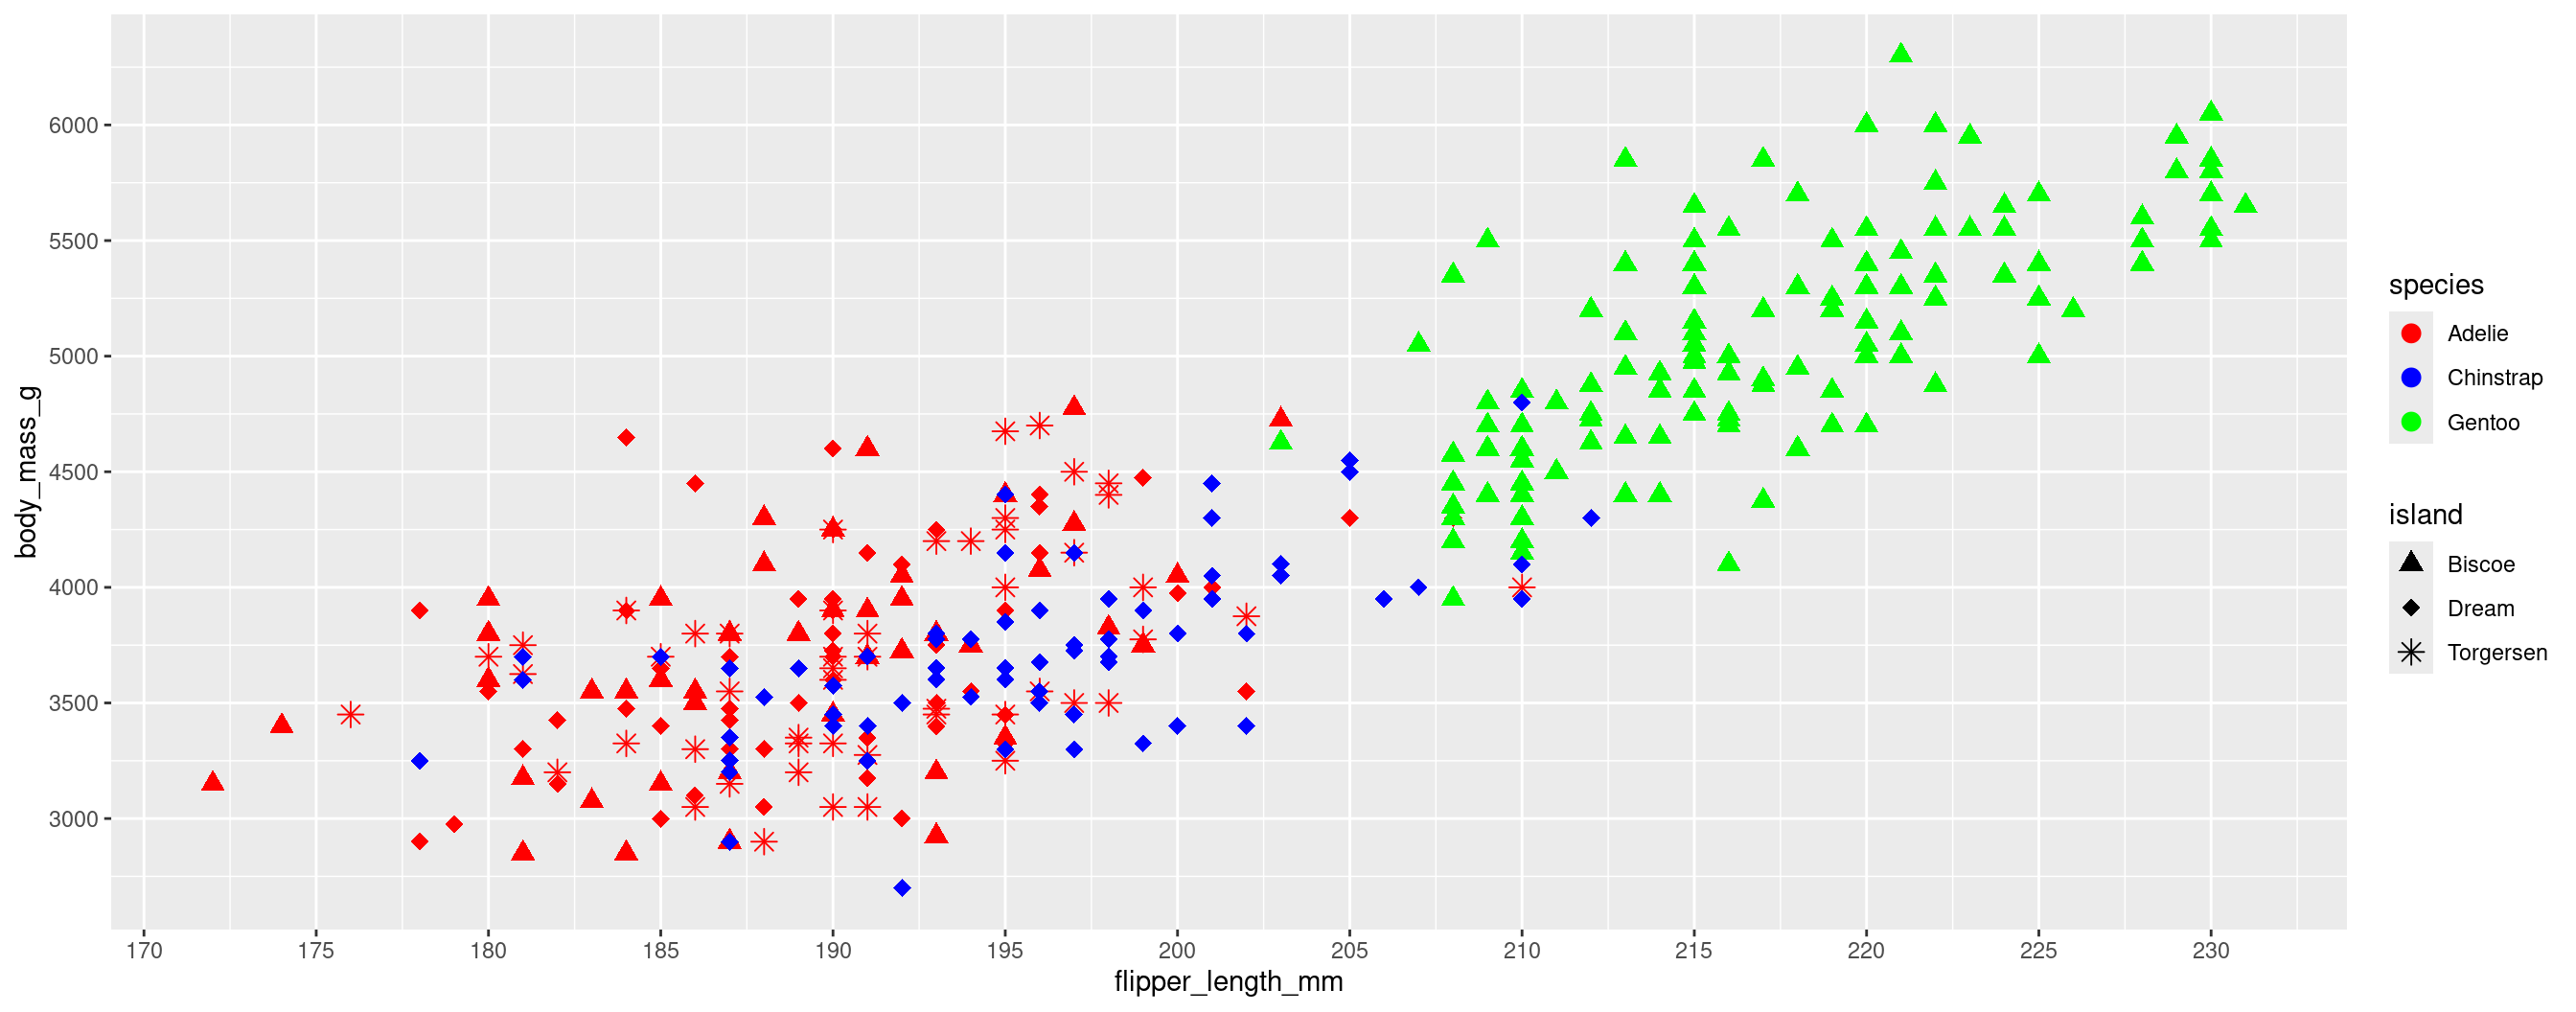 6000
5500
5000
4500
4000
3500
3000
body_mass_g
170 175 180 185 190 195 200 205 210 215 220 225 230
flipper_length_mm
species
Adelie
Chinstrap
Gentoo
island
Biscoe
Dream
Torgersen